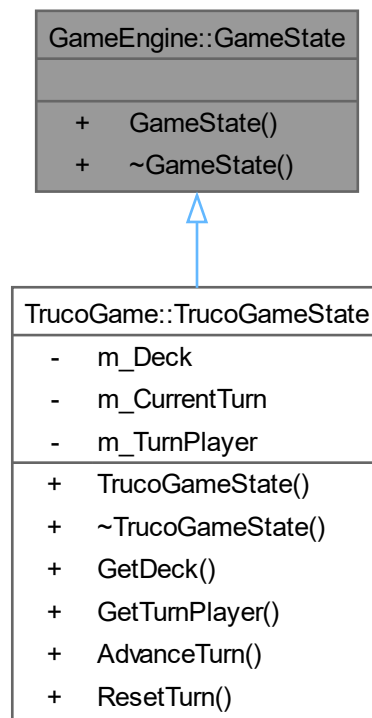 GameEngine::GameState
+ GameState()
+ ~GameState()
TrucoGame::TrucoGameState
- m_Deck
- m_CurrentTurn
- m_TurnPlayer
+ TrucoGameState()
+ ~TrucoGameState()
+ GetDeck()
+ GetTurnPlayer()
+ AdvanceTurn()
+ ResetTurn()